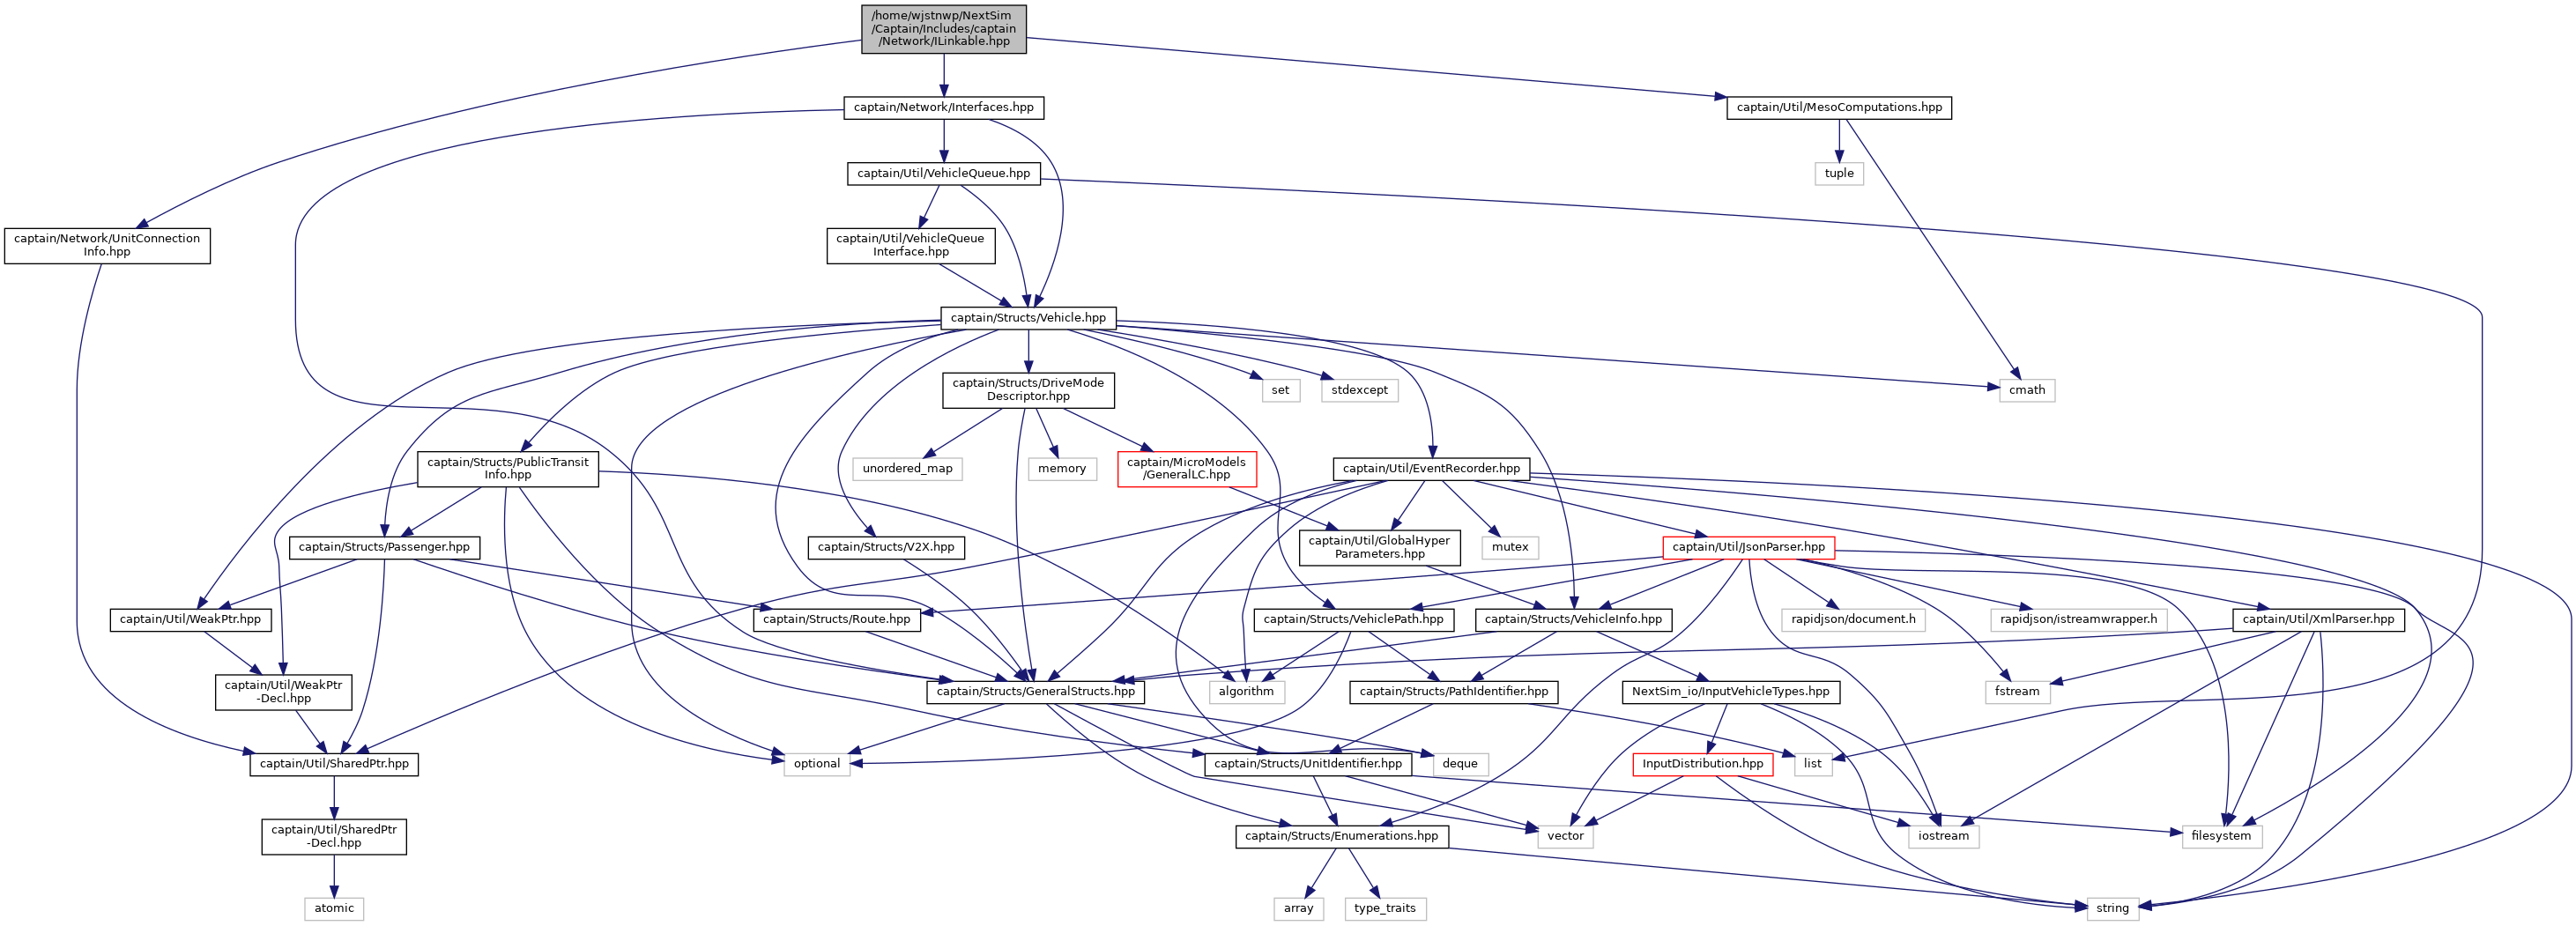 /home/wjstnwp/NextSim
/Captain/Includes/captain
/Network/ILinkable.hpp
captain/Network/Interfaces.hpp
captain/Util/MesoComputations.hpp
captain/Util/VehicleQueue.hpp
tuple
captain/Network/UnitConnection
Info.hpp
captain/Util/VehicleQueue
Interface.hpp
captain/Structs/Vehicle.hpp
captain/Structs/DriveMode
Descriptor.hpp
set
stdexcept
cmath
captain/Structs/PublicTransit
Info.hpp
unordered_map
memory
captain/MicroModels
/GeneralLC.hpp
captain/Util/EventRecorder.hpp
captain/Structs/Passenger.hpp
captain/Structs/V2X.hpp
captain/Util/GlobalHyper
Parameters.hpp
mutex
captain/Util/JsonParser.hpp
captain/Util/WeakPtr.hpp
captain/Structs/Route.hpp
captain/Structs/VehiclePath.hpp
captain/Structs/VehicleInfo.hpp
rapidjson/document.h
rapidjson/istreamwrapper.h
captain/Util/XmlParser.hpp
captain/Util/WeakPtr
-Decl.hpp
captain/Structs/GeneralStructs.hpp
algorithm
captain/Structs/PathIdentifier.hpp
NextSim_io/InputVehicleTypes.hpp
fstream
captain/Util/SharedPtr.hpp
optional
captain/Structs/UnitIdentifier.hpp
deque
InputDistribution.hpp
list
captain/Util/SharedPtr
-Decl.hpp
captain/Structs/Enumerations.hpp
vector
iostream
filesystem
atomic
array
type_traits
string